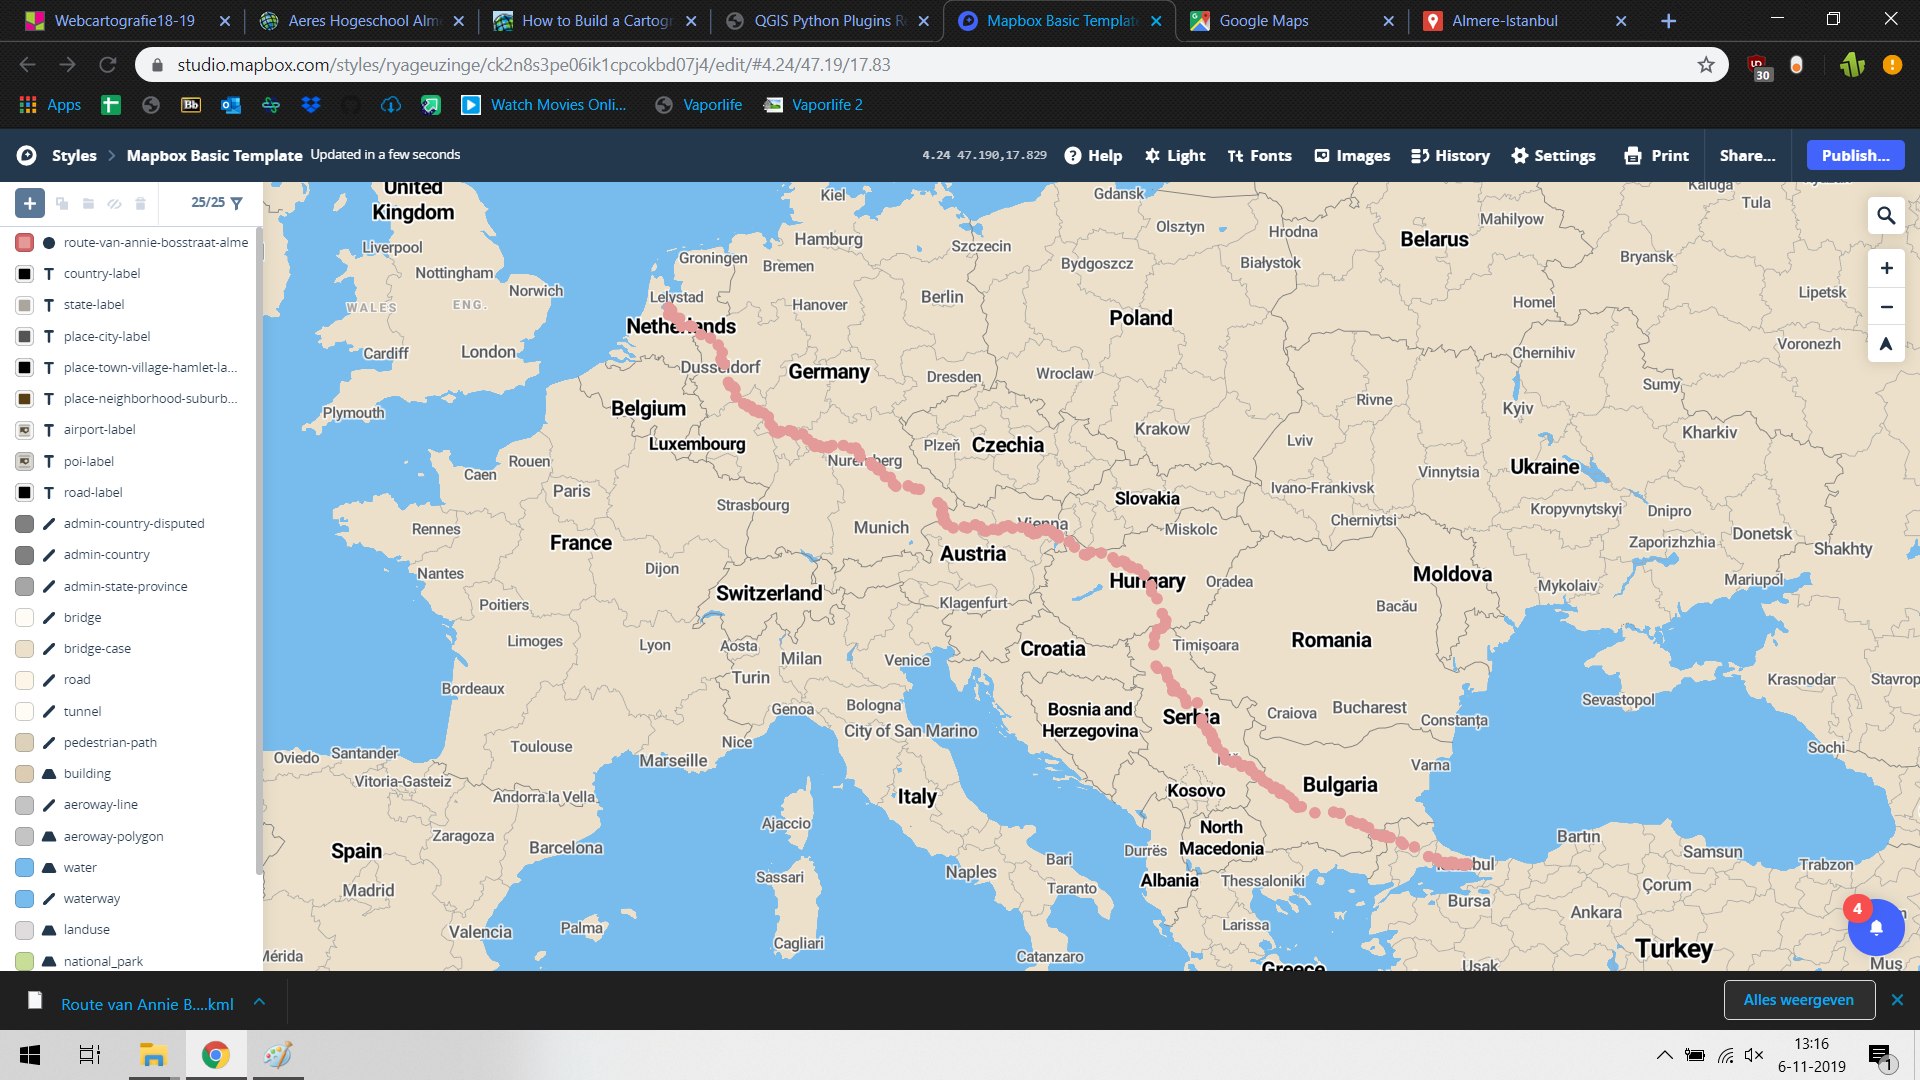 Webcartografie18-19
Aeres Hogeschool Alm
How to Build a Cartogr
QGIS Python Plugins R
Mapbox Basic Template
Google Maps
Almere-Istanbul
studio.mapbox.com/styles/ryageuzinge/ck2n8s3pe06ik1cpcokbd07j4/edit/#4.24/47.19/17.83
30
Apps
Bb
Watch Movies Onli...
Vaporlife
Vaporlife 2
Styles
Mapbox Basic Template
Updated in a few seconds
4.24 47.190,17.829
Help
Light
Fonts
Images
History
Settings
Print
Share...
Publish...
25/25
route-van-annie-bosstraat-alme
country-label
state-label
place-city-label
place-town-village-hamlet-la...
place-neighborhood-suburb...
airport-label
poi-label
road-label
admin-country-disputed
admin-country
admin-state-province
bridge
bridge-case
road
tunnel
pedestrian-path
building
aeroway-line
aeroway-polygon
water
waterway
landuse
national_park
United
Kingdom
Kiel
Gdansk
Kaluga
Tula
Olsztyn
Mahilyow
Hrodna
Liverpool
Hamburg
Szczecin
Belarus
Groningen
Bremen
Bydgoszcz
Białystok
Bryansk
Nottingham
Norwich
Lelystad
Hanover
Berlin
Homel
Lipetsk
WALES
ENG.
Netherlands
Poland
Voronezh
Cardiff
London
Dusseldorf
Germany
Dresden
Wroclaw
Chernihiv
Sumy
Plymouth
Belgium
Rivne
Kyiv
Luxembourg
Plzeň
Czechia
Krakow
Lviv
Kharkiv
Rouen
Caen
Nuremberg
Vinnytsia
Ukraine
Paris
Strasbourg
Slovakia
Ivano-Frankivsk
Kropyvnytskyi
Dnipro
Rennes
Munich
Vienna
Miskolc
Chernivtsi
Zaporizhzhia
Donetsk
Shakhty
France
Austria
Dijon
Nantes
Switzerland
Hungary
Oradea
Moldova
Mykolaiv
Mariupol
Poitiers
Klagenfurt
Bacău
Limoges
Lyon
Aosta
Milan
Venice
Croatia
Timișoara
Romania
Turin
Krasnodar
Stavrop
Bordeaux
Genoa
Bologna
City of San Marino
Bosnia and
Herzegovina
Serbia
Craiova
Bucharest
Constanța
Sevastopol
Oviedo
Santander
Toulouse
Nice
Marseille
Sochi
Vitoria-Gasteiz
Andorra la Vella
Italy
Kosovo
Bulgaria
Varna
Ajaccio
North
Macedonia
Zaragoza
Barcelona
Spain
Durrës
Bari
Bartın
Samsun
Trabzon
Madrid
Sassari
Naples
Taranto
Albania
Thessaloniki
Istanbul
Çorum
Bursa
Palma
Valencia
Cagliari
Larissa
Ankara
Mérida
Catanzaro
Greece
Usak
Turkey
Muş
4
Route van Annie B....kml
Alles weergeven
13:16
6-11-2019
1